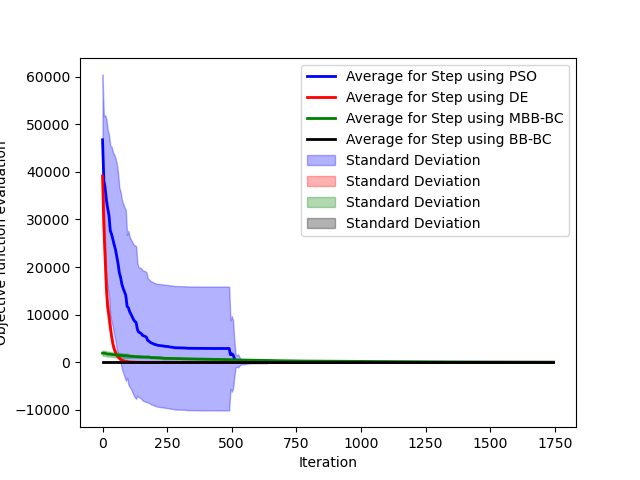 60000
50000
40000
30000
20000
10000
0
−10000
0 250 500 750 1000 1250 1500 1750
Iteration
Objective function evaluation
Average for Step using PSO
Average for Step using DE
Average for Step using MBB-BC
Average for Step using BB-BC
Standard Deviation
Standard Deviation
Standard Deviation
Standard Deviation